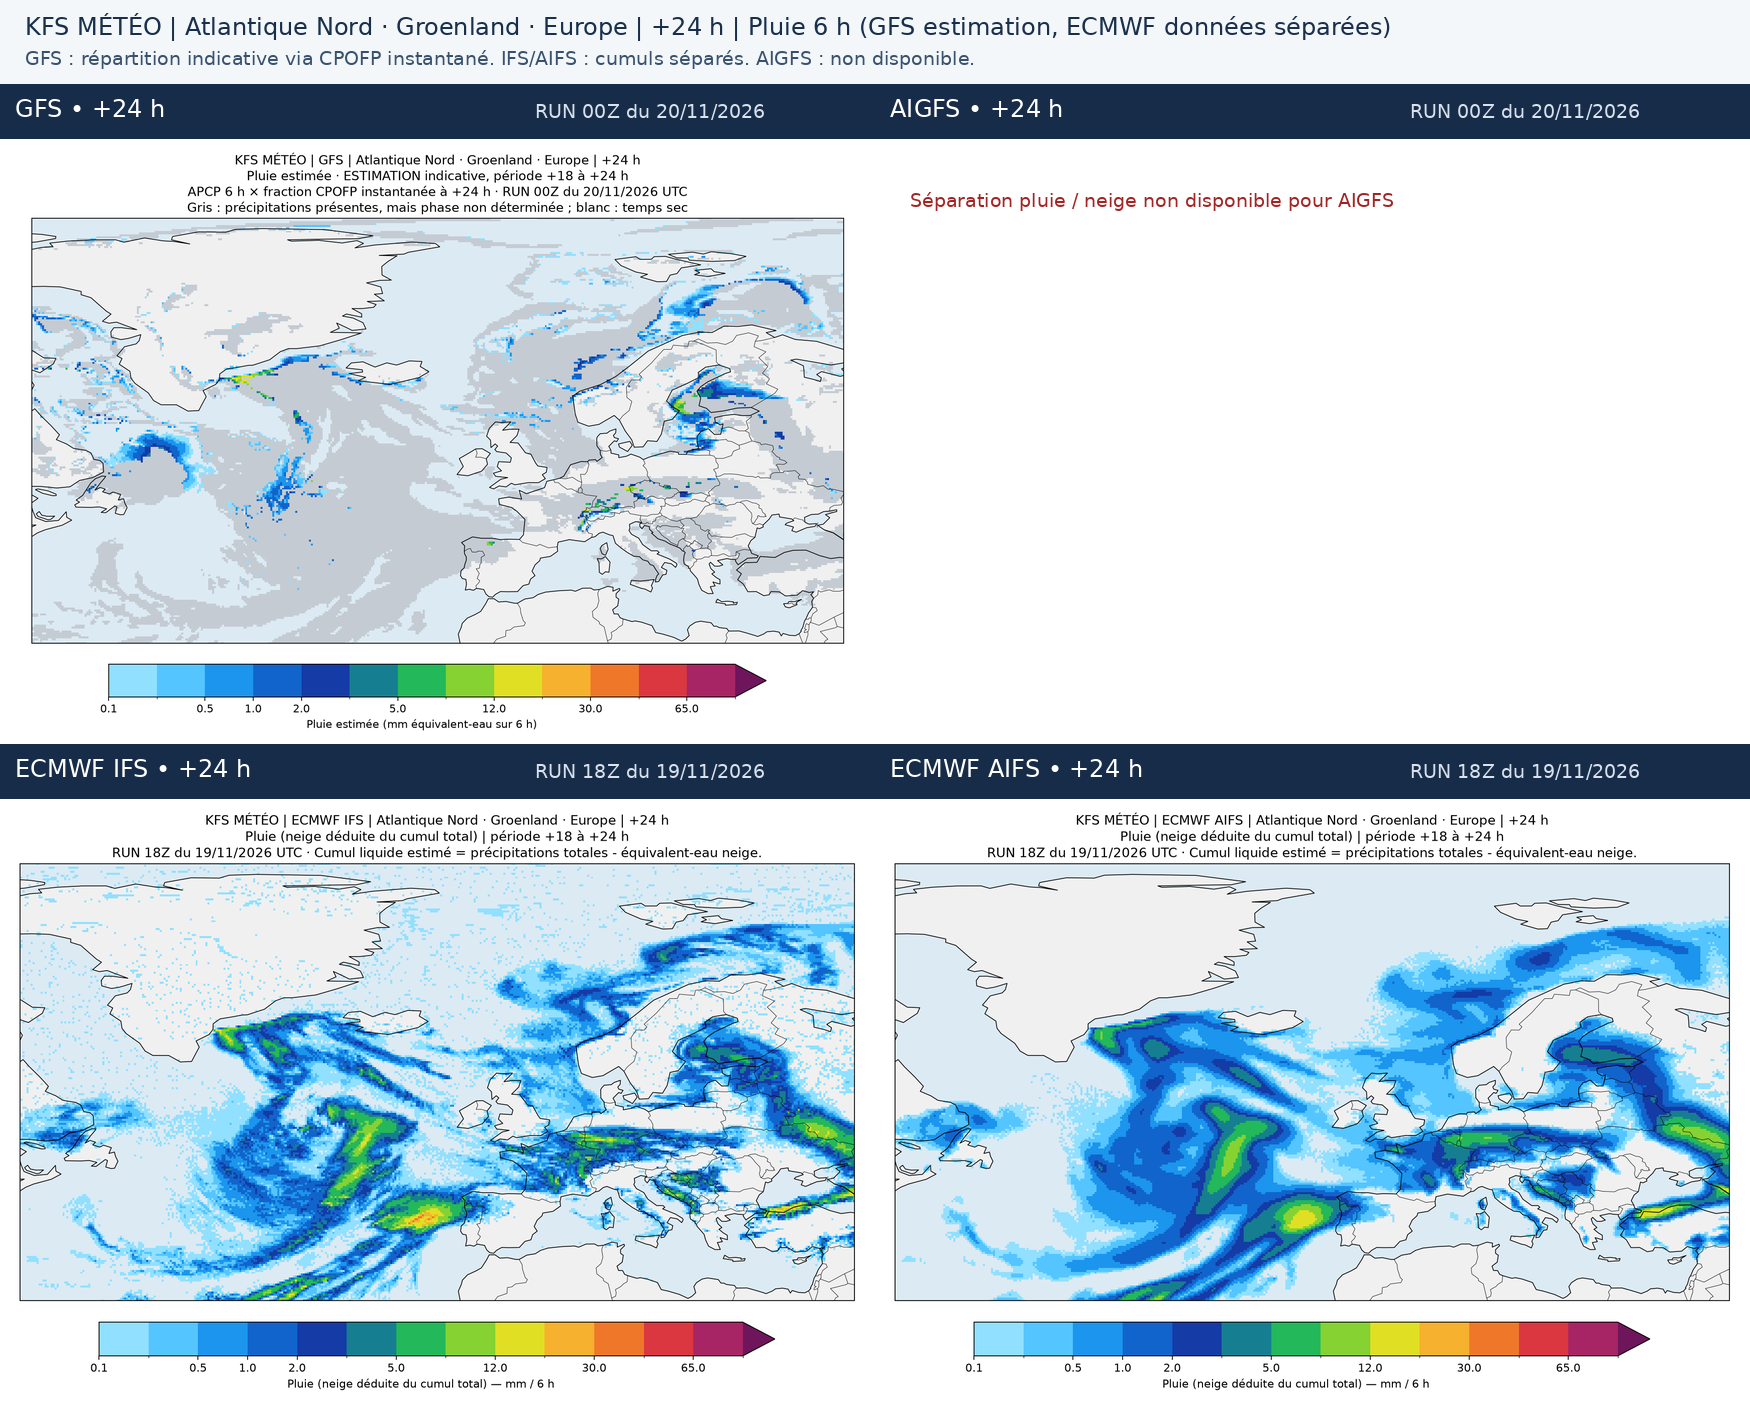 KFS MÉTÉO | Atlantique Nord · Groenland · Europe | +24 h | Pluie 6 h (GFS estimation, ECMWF données séparées)
GFS : répartition indicative via CPOFP instantané. IFS/AIFS : cumuls séparés. AIGFS : non disponible.
GFS • +24 h
RUN 00Z du 20/11/2026
AIGFS • +24 h
RUN 00Z du 20/11/2026
KFS MÉTÉO | GFS | Atlantique Nord · Groenland · Europe | +24 h
Pluie estimée · ESTIMATION indicative, période +18 à +24 h
APCP 6 h × fraction CPOFP instantanée à +24 h · RUN 00Z du 20/11/2026 UTC
Gris : précipitations présentes, mais phase non déterminée ; blanc : temps sec
0.1 0.5 1.0 2.0 5.0 12.0 30.0 65.0
Pluie estimée (mm équivalent-eau sur 6 h)
Séparation pluie / neige non disponible pour AIGFS
ECMWF IFS • +24 h
RUN 18Z du 19/11/2026
ECMWF AIFS • +24 h
RUN 18Z du 19/11/2026
KFS MÉTÉO | ECMWF IFS | Atlantique Nord · Groenland · Europe | +24 h
Pluie (neige déduite du cumul total) | période +18 à +24 h
RUN 18Z du 19/11/2026 UTC · Cumul liquide estimé = précipitations totales - équivalent-eau neige.
0.1 0.5 1.0 2.0 5.0 12.0 30.0 65.0
Pluie (neige déduite du cumul total) — mm / 6 h
KFS MÉTÉO | ECMWF AIFS | Atlantique Nord · Groenland · Europe | +24 h
Pluie (neige déduite du cumul total) | période +18 à +24 h
RUN 18Z du 19/11/2026 UTC · Cumul liquide estimé = précipitations totales - équivalent-eau neige.
0.1 0.5 1.0 2.0 5.0 12.0 30.0 65.0
Pluie (neige déduite du cumul total) — mm / 6 h